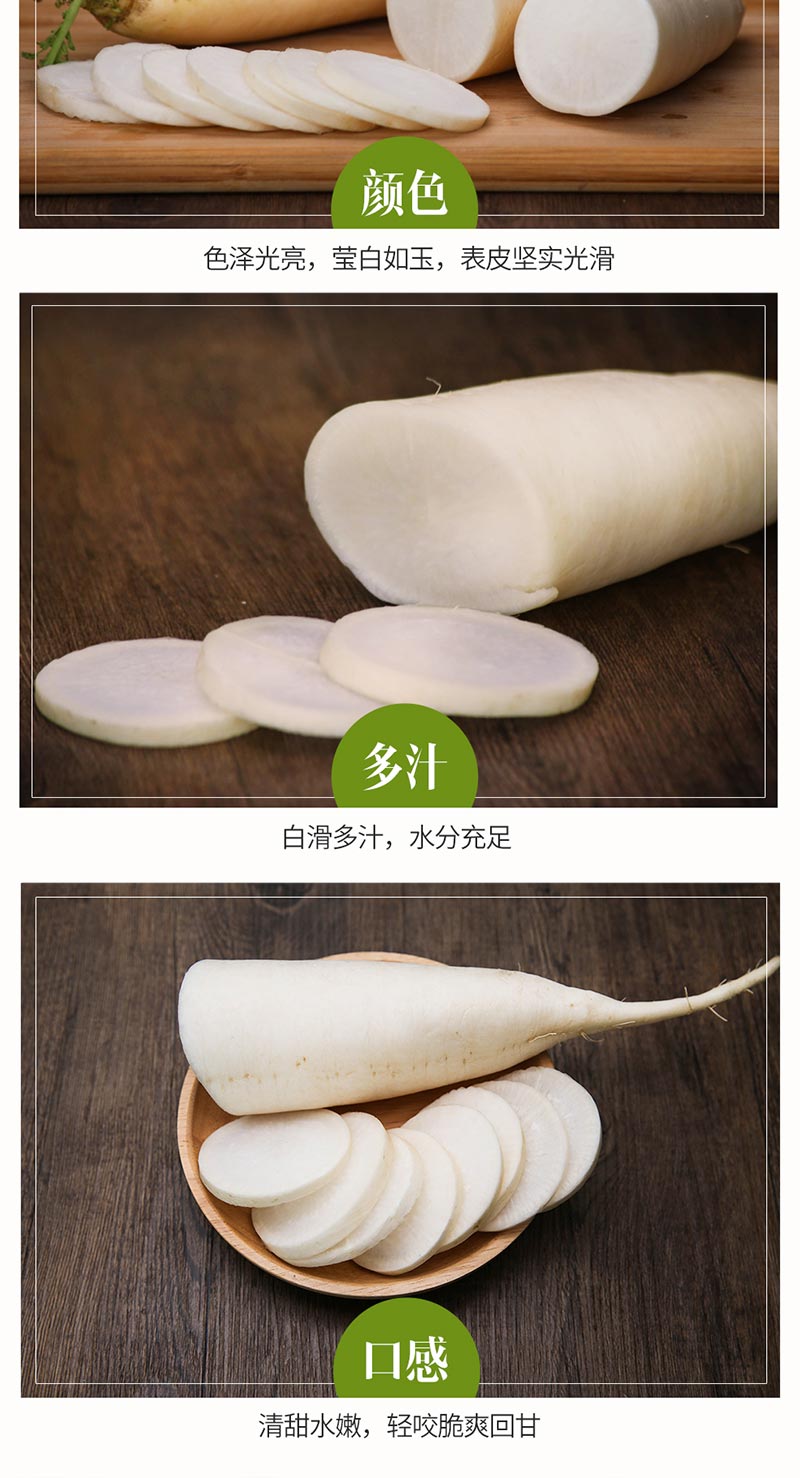 颜色
色泽光亮，莹白如玉，表皮坚实光滑
多汁
白滑多汁，水分充足
口感
清甜水嫩，轻咬脆爽回甘